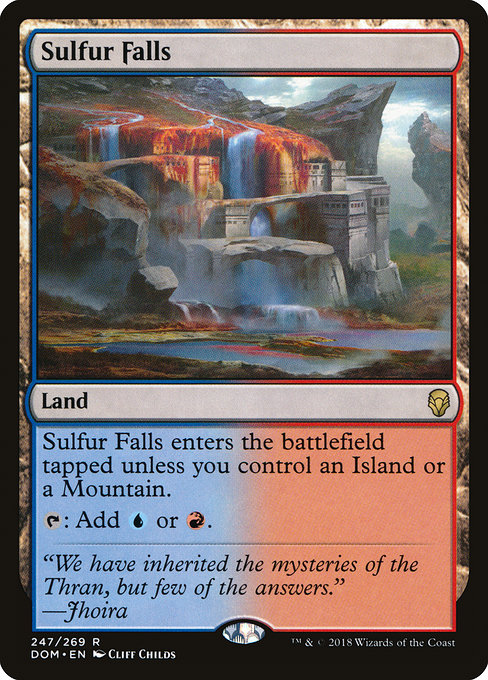 Sulfur Falls
Land
Sulfur Falls enters the battlefield
tapped unless you control an Island or
a Mountain.
: Add or .
“We have inherited the mysteries of the
Thran, but few of the answers.”
—Jhoira
247/269 R
DOM • EN Cliff Childs
™ & © 2018 Wizards of the Coast